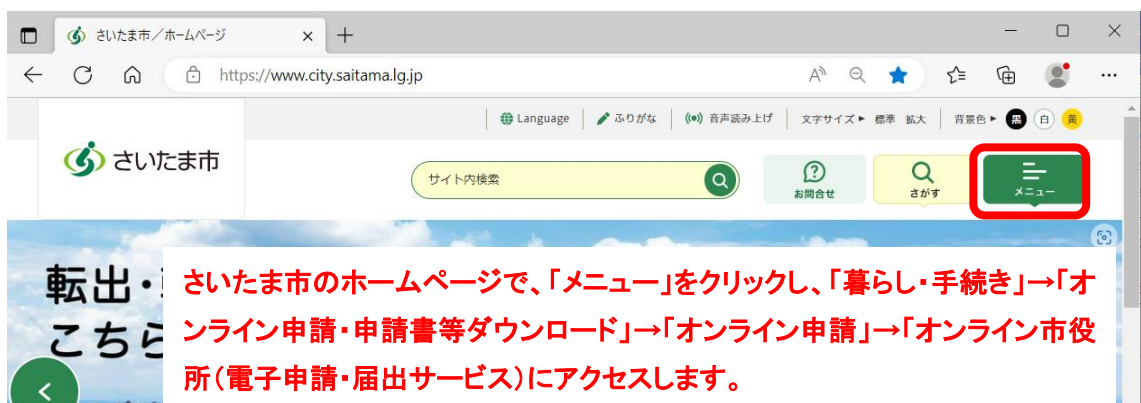 さいたま市／ホームページ
https://www.city.saitama.lg.jp
Language ふりがな 音声読み上げ 文字サイズ▶ 標準 拡大 背景色▶ 黒 白 黄
さいたま市
サイト内検索
お問合せ
さがす
メニュー
転出・
こちら
さいたま市のホームページで、「メニュー」をクリックし、「暮らし・手続き」→「オ
ンライン申請・申請書等ダウンロード」→「オンライン申請」→「オンライン市役
所（電子申請・届出サービス）にアクセスします。